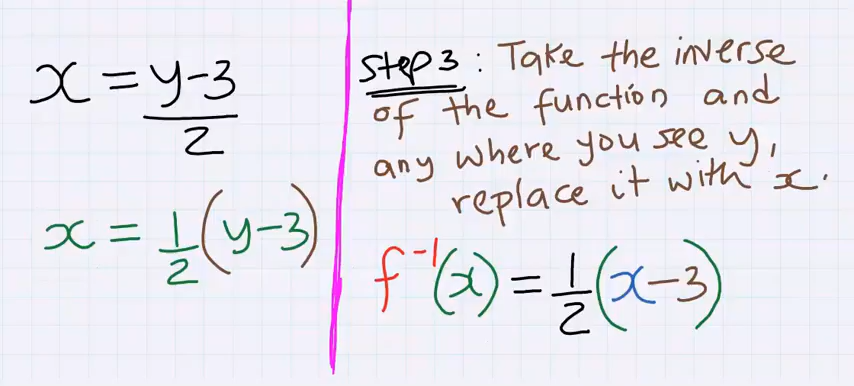 x = y-3
2
x = 1/2 (y-3)
Step 3: Take the inverse
of the function and
any where you see y,
replace it with x.
f⁻¹(x) = 1/2 (x-3)